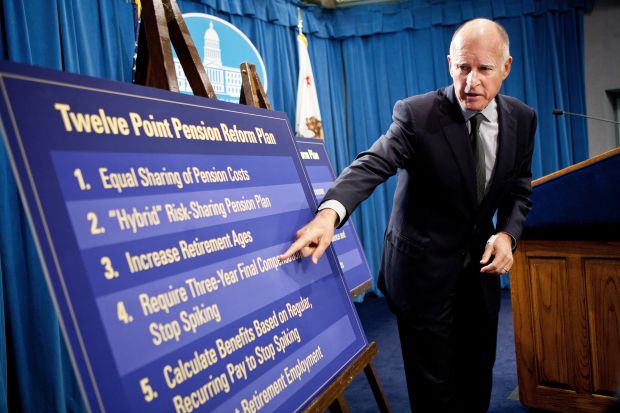 Twelve Point Pension Reform Plan
1. Equal Sharing of Pension Costs
2. "Hybrid" Risk-Sharing Pension Plan
3. Increase Retirement Ages
4. Require Three-Year Final
Stop Spiking
5. Calculate Benefits Based on Regular,
Recurring Pay to Stop Spiking
Retirement Employment
Plan